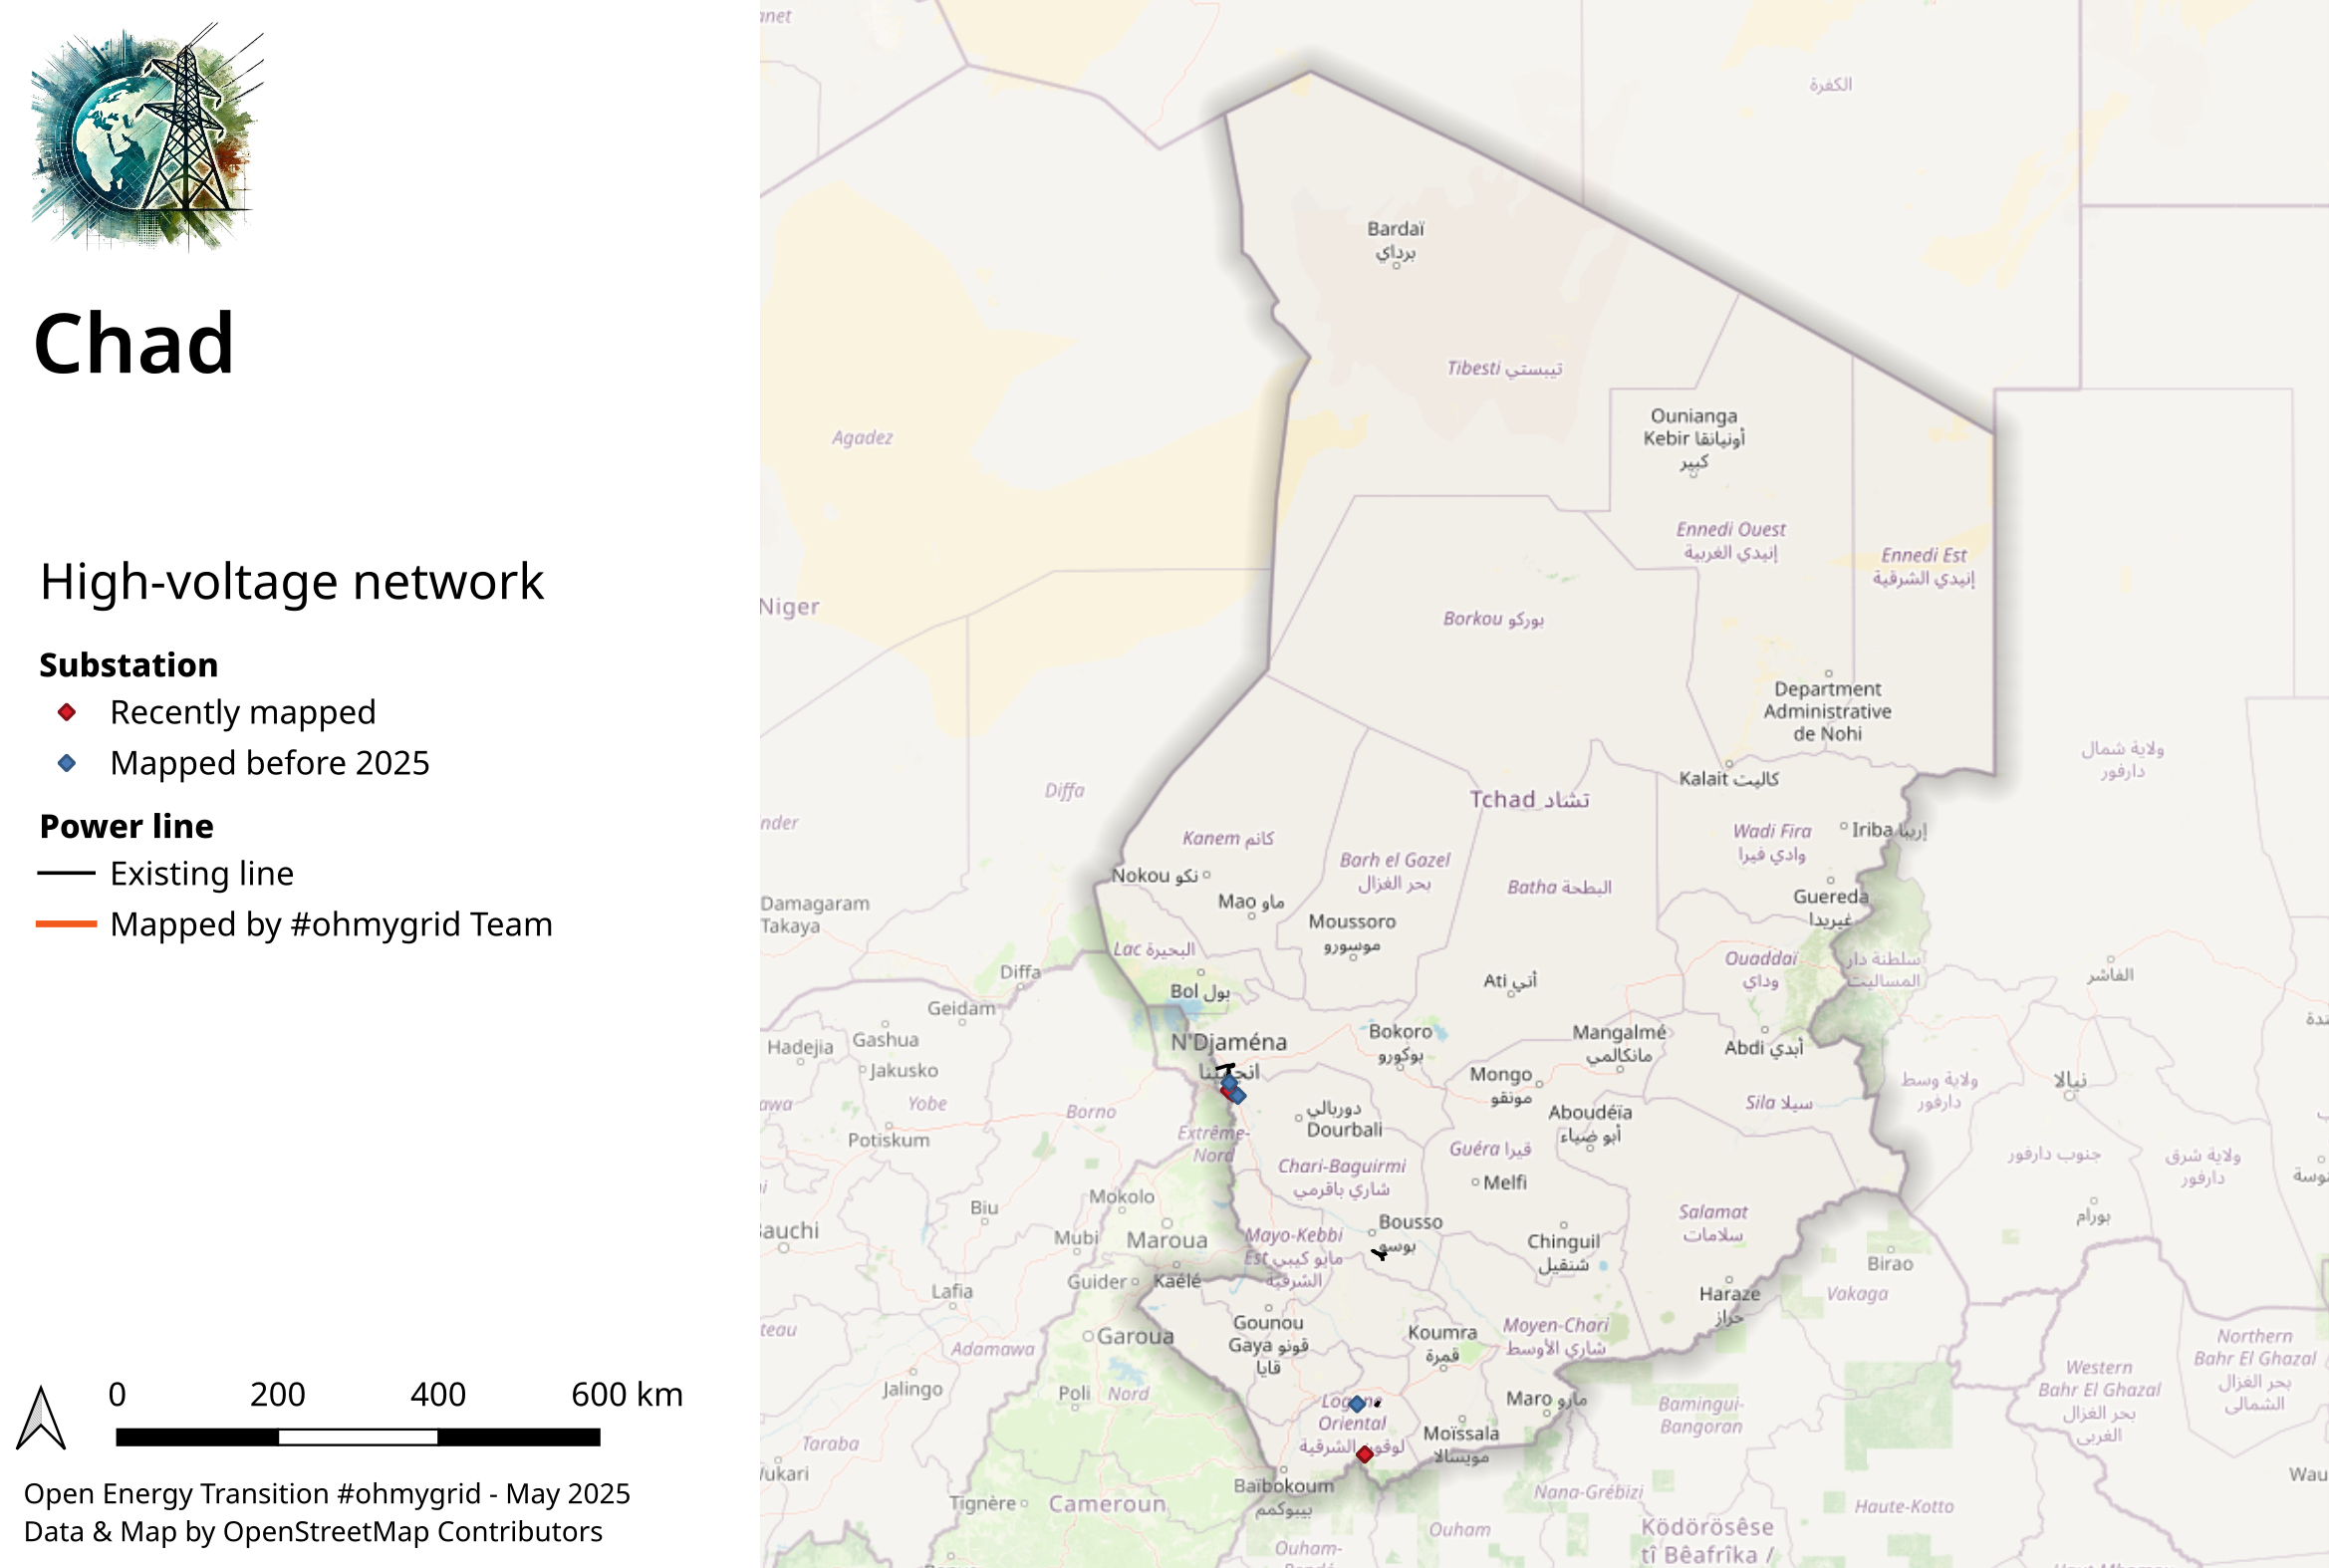 Chad
High-voltage network
Substation
Recently mapped
Mapped before 2025
Power line
Existing line
Mapped by #ohmygrid Team
0 200 400 600 km
Open Energy Transition #ohmygrid - May 2025
Data & Map by OpenStreetMap Contributors
الكفرة
Bardaï
برداي
Tibesti تيبستي
Agadez
Ounianga
Kebir أونيانقا
كبير
Ennedi Ouest
إنيدي الغربية
Ennedi Est
إنيدي الشرقية
Niger
Borkou بوركو
Department
Administrative
de Nohi
ولاية شمال
دارفور
Kalait كاليت
Diffa
Tchad تشاد
Kanem كانم
Wadi Fira
وادي فيرا
Iriba إريبا
Barh el Gazel
بحر الغزال
Batha البطحة
Nokou نكو
Mao ماو
Guereda
غيريدا
Damagaram
Takaya
Moussoro
موسورو
Lac البحيرة
Ouaddaï
وداي
سلطنة دار
المساليت
الفاشر
Diffa
Bol بول
Ati أتي
Geidam
Gashua
Hadejia
N'Djaména
Bokoro
بوكورو
Mangalmé
مانكالمي
Abdi أبدي
Jakusko
Mongo
مونقو
ولاية وسط
دارفور
نيالا
Yobe
Borno
دوربالي
Dourbali
Aboudéïa
أبو ضياء
Sila سيلا
Potiskum
Extrême-
Nord
Guéra قيرا
Chari-Baguirmi
شاري باقرمي
جنوب دارفور
ولاية شرق
دارفور
Melfi
Mokolo
Biu
Salamat
سلامات
بورام
Mubi
Maroua
Mayo-Kebbi
Est مايو كيبي
الشرقية
Bousso
بوسو
Chinguil
شنقيل
Birao
Guider
Kaélé
Lafia
Haraze
حراز
Vakaga
Garoua
Gounou
Gaya قونو
قايا
Koumra
قمرة
Moyen-Chari
شاري الأوسط
Adamawa
Northern
Bahr El Ghazal
بحر الغزال
الشمالى
Western
Bahr El Ghazal
بحر الغزال
الغربى
Jalingo
Poli
Nord
Logone
Oriental
لوقون الشرقية
Maro مارو
Bamingui-
Bangoran
Taraba
Moïssala
مويسالا
Baïbokoum
بيبوكمم
Wau
Tignère
Cameroun
Nana-Grébizi
Haute-Kotto
Ouham
Ködörösêse
tî Bêafrîka /
Ouham-